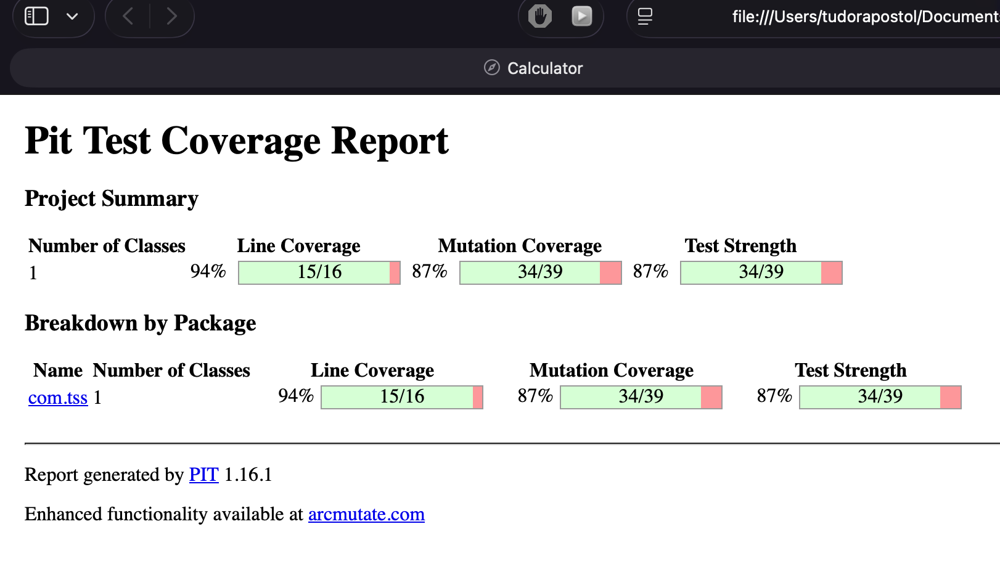 file:///Users/tudorapostol/Document
Calculator
Pit Test Coverage Report
Project Summary
Number of Classes Line Coverage Mutation Coverage Test Strength
1 94% 15/16 87% 34/39 87% 34/39
Breakdown by Package
Name Number of Classes Line Coverage Mutation Coverage Test Strength
com.tss 1 94% 15/16 87% 34/39 87% 34/39
Report generated by PIT 1.16.1
Enhanced functionality available at arcmutate.com